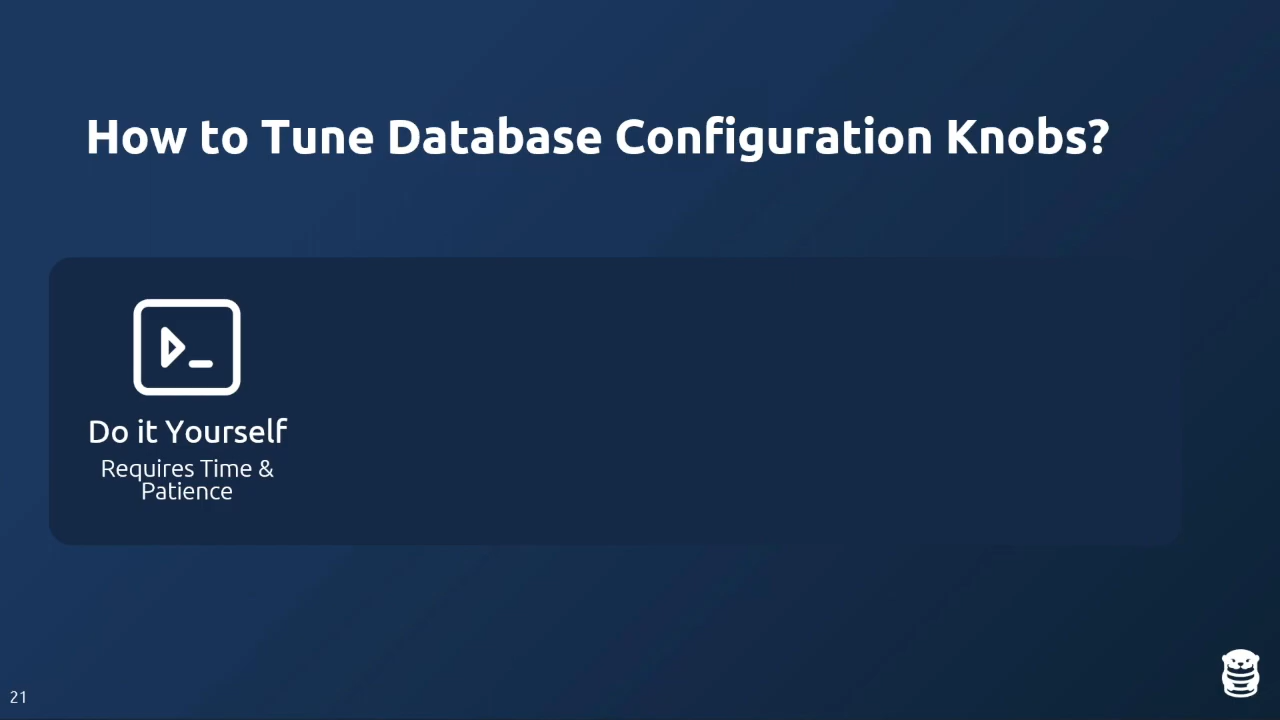 How to Tune Database Configuration Knobs?
Do it Yourself
Requires Time &
Patience
21